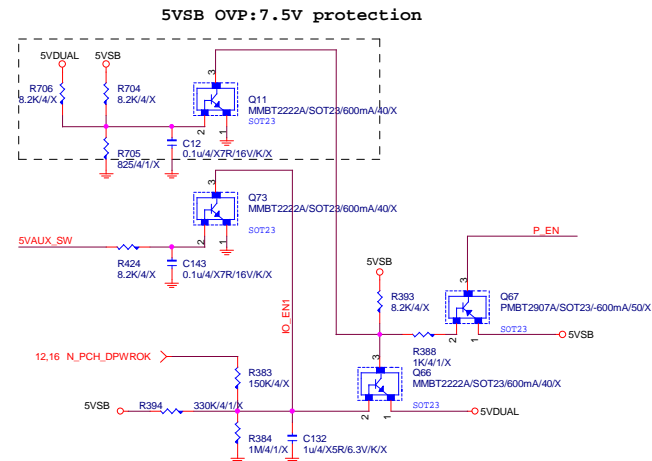 5VSB OVP:7.5V protection
5VDUAL
5VSB
R706
8.2K/4/X
R704
8.2K/4/X
3
Q11
MMBT2222A/SOT23/600mA/40/X
SOT23
2
1
R705
825/4/1/X
C12
0.1u/4/X7R/16V/K/X
3
Q73
MMBT2222A/SOT23/600mA/40/X
SOT23
2
1
5VAUX_SW
R424
8.2K/4/X
C143
0.1u/4/X7R/16V/K/X
P_EN
5VSB
R393
8.2K/4/X
3
Q67
PMBT2907A/SOT23/-600mA/50/X
SOT23
2
1
5VSB
IO_EN1
R388
1K/4/1/X
12,16 N_PCH_DPWROK
R383
150K/4/X
3
Q66
MMBT2222A/SOT23/600mA/40/X
SOT23
2
1
5VDUAL
5VSB
R394
330K/4/1/X
R384
1M/4/1/X
C132
1u/4/X5R/6.3V/K/X